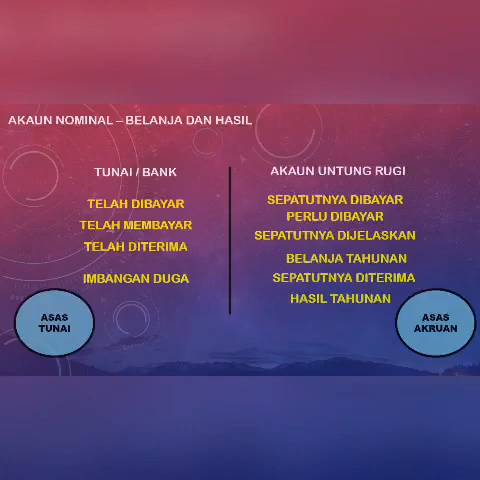 AKAUN NOMINAL – BELANJA DAN HASIL
TUNAI / BANK
TELAH DIBAYAR
TELAH MEMBAYAR
TELAH DITERIMA
IMBANGAN DUGA
ASAS
TUNAI
AKAUN UNTUNG RUGI
SEPATUTNYA DIBAYAR
PERLU DIBAYAR
SEPATUTNYA DIJELASKAN
BELANJA TAHUNAN
SEPATUTNYA DITERIMA
HASIL TAHUNAN
ASAS
AKRUAN